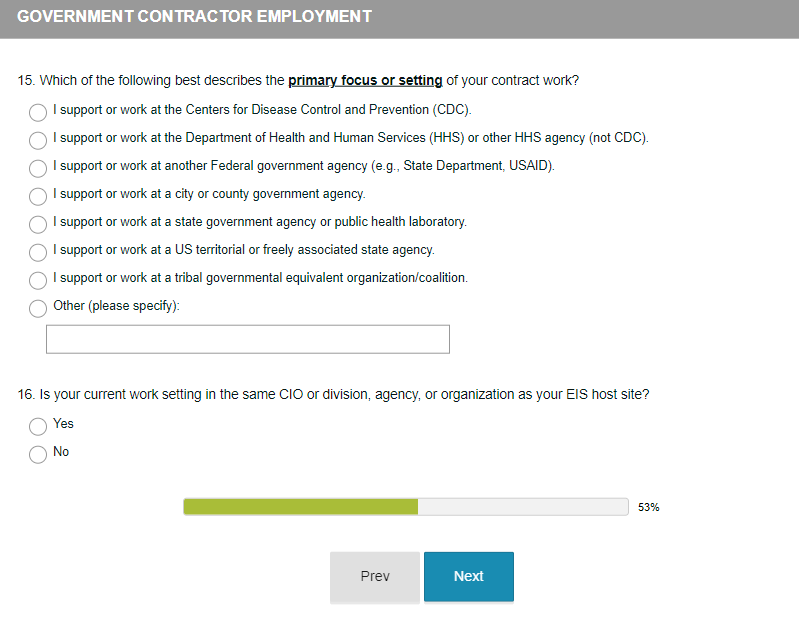 GOVERNMENT CONTRACTOR EMPLOYMENT
15. Which of the following best describes the primary focus or setting of your contract work?
I support or work at the Centers for Disease Control and Prevention (CDC).
I support or work at the Department of Health and Human Services (HHS) or other HHS agency (not CDC).
I support or work at another Federal government agency (e.g., State Department, USAID).
I support or work at a city or county government agency.
I support or work at a state government agency or public health laboratory.
I support or work at a US territorial or freely associated state agency.
I support or work at a tribal governmental equivalent organization/coalition.
Other (please specify):
16. Is your current work setting in the same CIO or division, agency, or organization as your EIS host site?
Yes
No
53%
Prev
Next